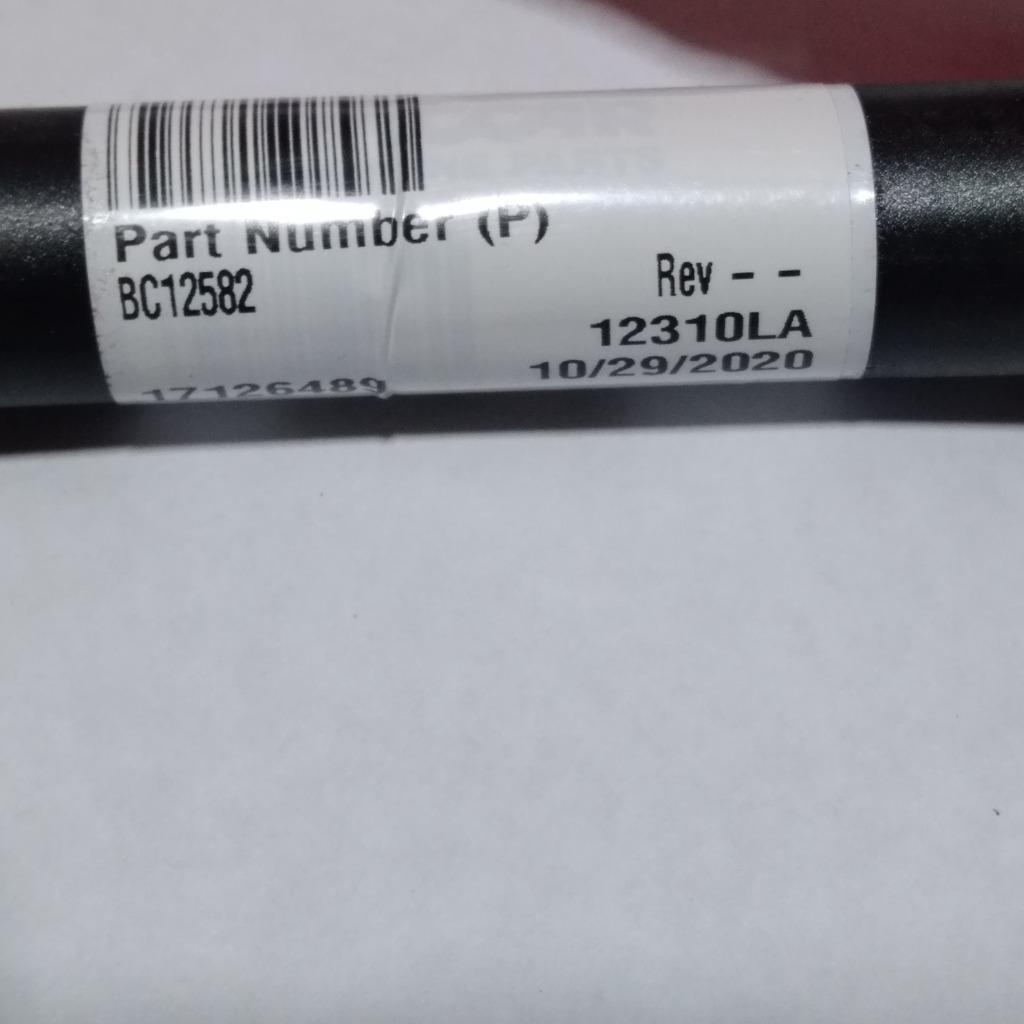 Part Number (P)
BC12582
Rev - -
12310LA
10/29/2020
17126489